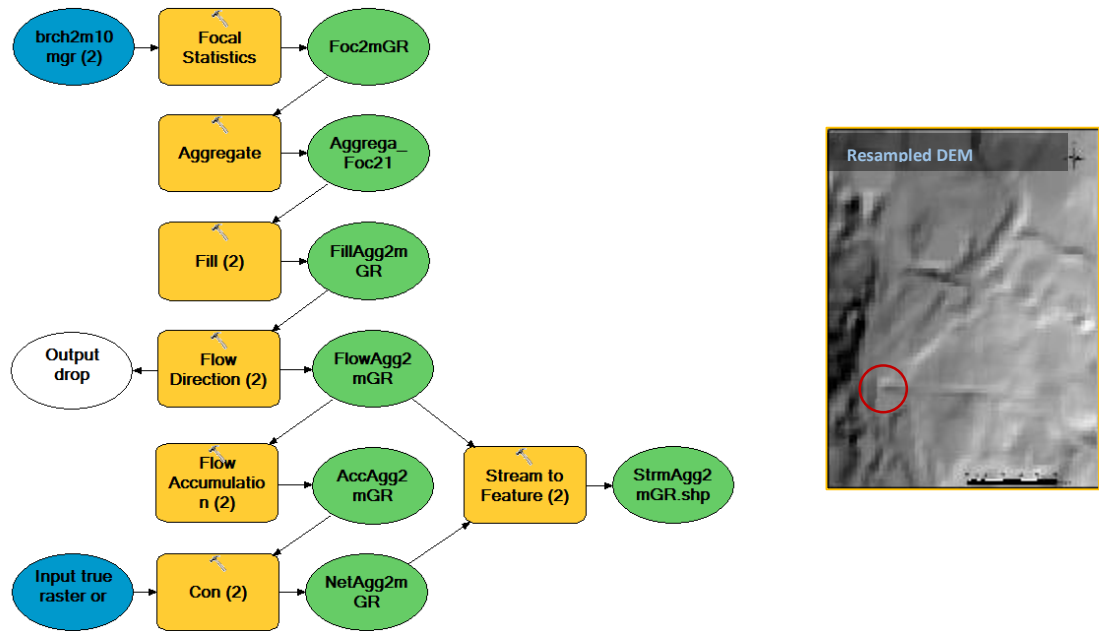 brch2m10
mgr (2)
Focal
Statistics
Foc2mGR
Aggregate
Aggrega_
Foc21
Resampled DEM
Fill (2)
FillAgg2m
GR
Output
drop
Flow
Direction (2)
FlowAgg2
mGR
Flow
Accumulatio
n (2)
AccAgg2
mGR
Stream to
Feature (2)
StrmAgg2
mGR.shp
Input true
raster or
Con (2)
NetAgg2m
GR